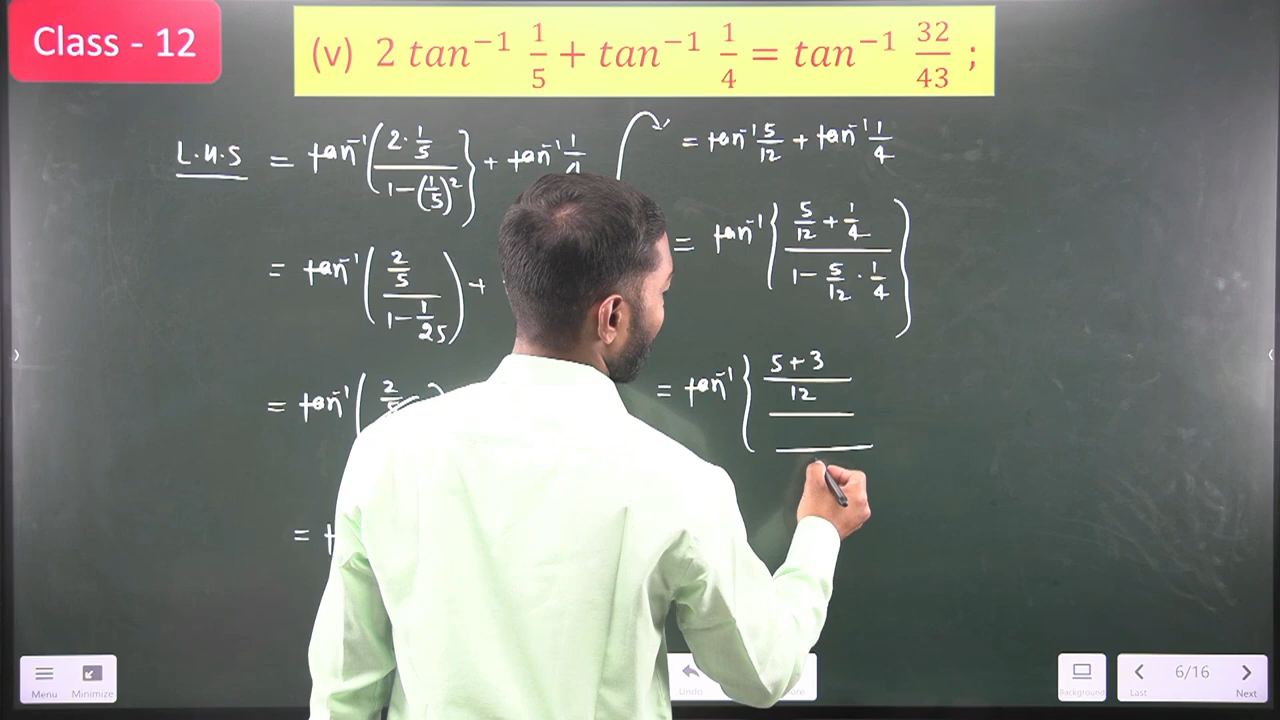 Class - 12
(v) 2 tan⁻¹ 1/5 + tan⁻¹ 1/4 = tan⁻¹ 32/43 ;
L.H.S = tan⁻¹{2·1/5 / 1-(1/5)²} + tan⁻¹ 1/4
= tan⁻¹(2/5 / 1-1/25) +
= tan⁻¹(2/5
=
= tan⁻¹ 5/12 + tan⁻¹ 1/4
= tan⁻¹{5/12 + 1/4 / 1 - 5/12 · 1/4}
= tan⁻¹{5+3 / 12
Menu
Minimize
Undo
Background
Last
6/16
Next